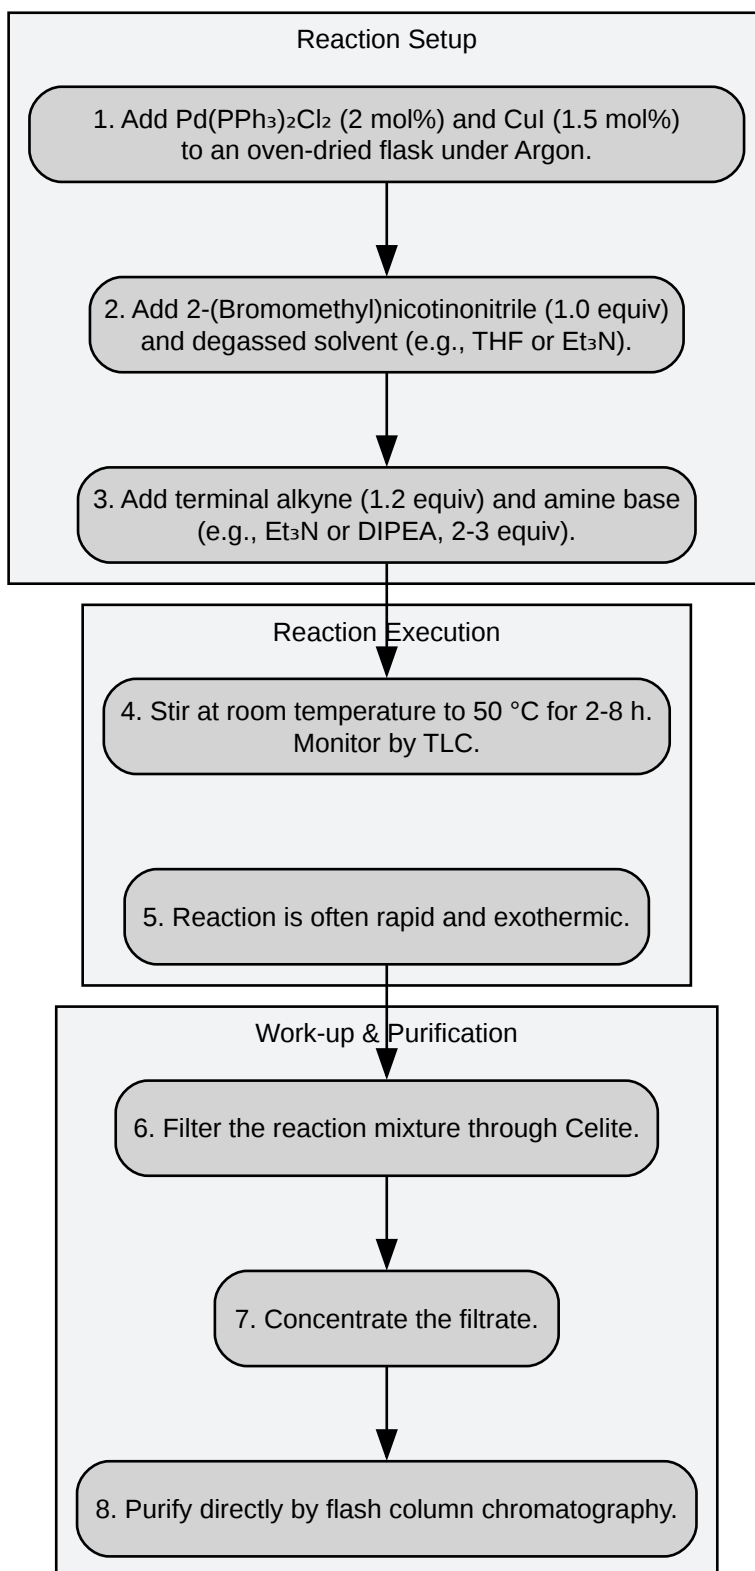 Reaction Setup
1. Add Pd(PPh₃)₂Cl₂ (2 mol%) and CuI (1.5 mol%)
to an oven-dried flask under Argon.
2. Add 2-(Bromomethyl)nicotinonitrile (1.0 equiv)
and degassed solvent (e.g., THF or Et₃N).
3. Add terminal alkyne (1.2 equiv) and amine base
(e.g., Et₃N or DIPEA, 2-3 equiv).
Reaction Execution
4. Stir at room temperature to 50 °C for 2-8 h.
Monitor by TLC.
5. Reaction is often rapid and exothermic.
Work-up & Purification
6. Filter the reaction mixture through Celite.
7. Concentrate the filtrate.
8. Purify directly by flash column chromatography.